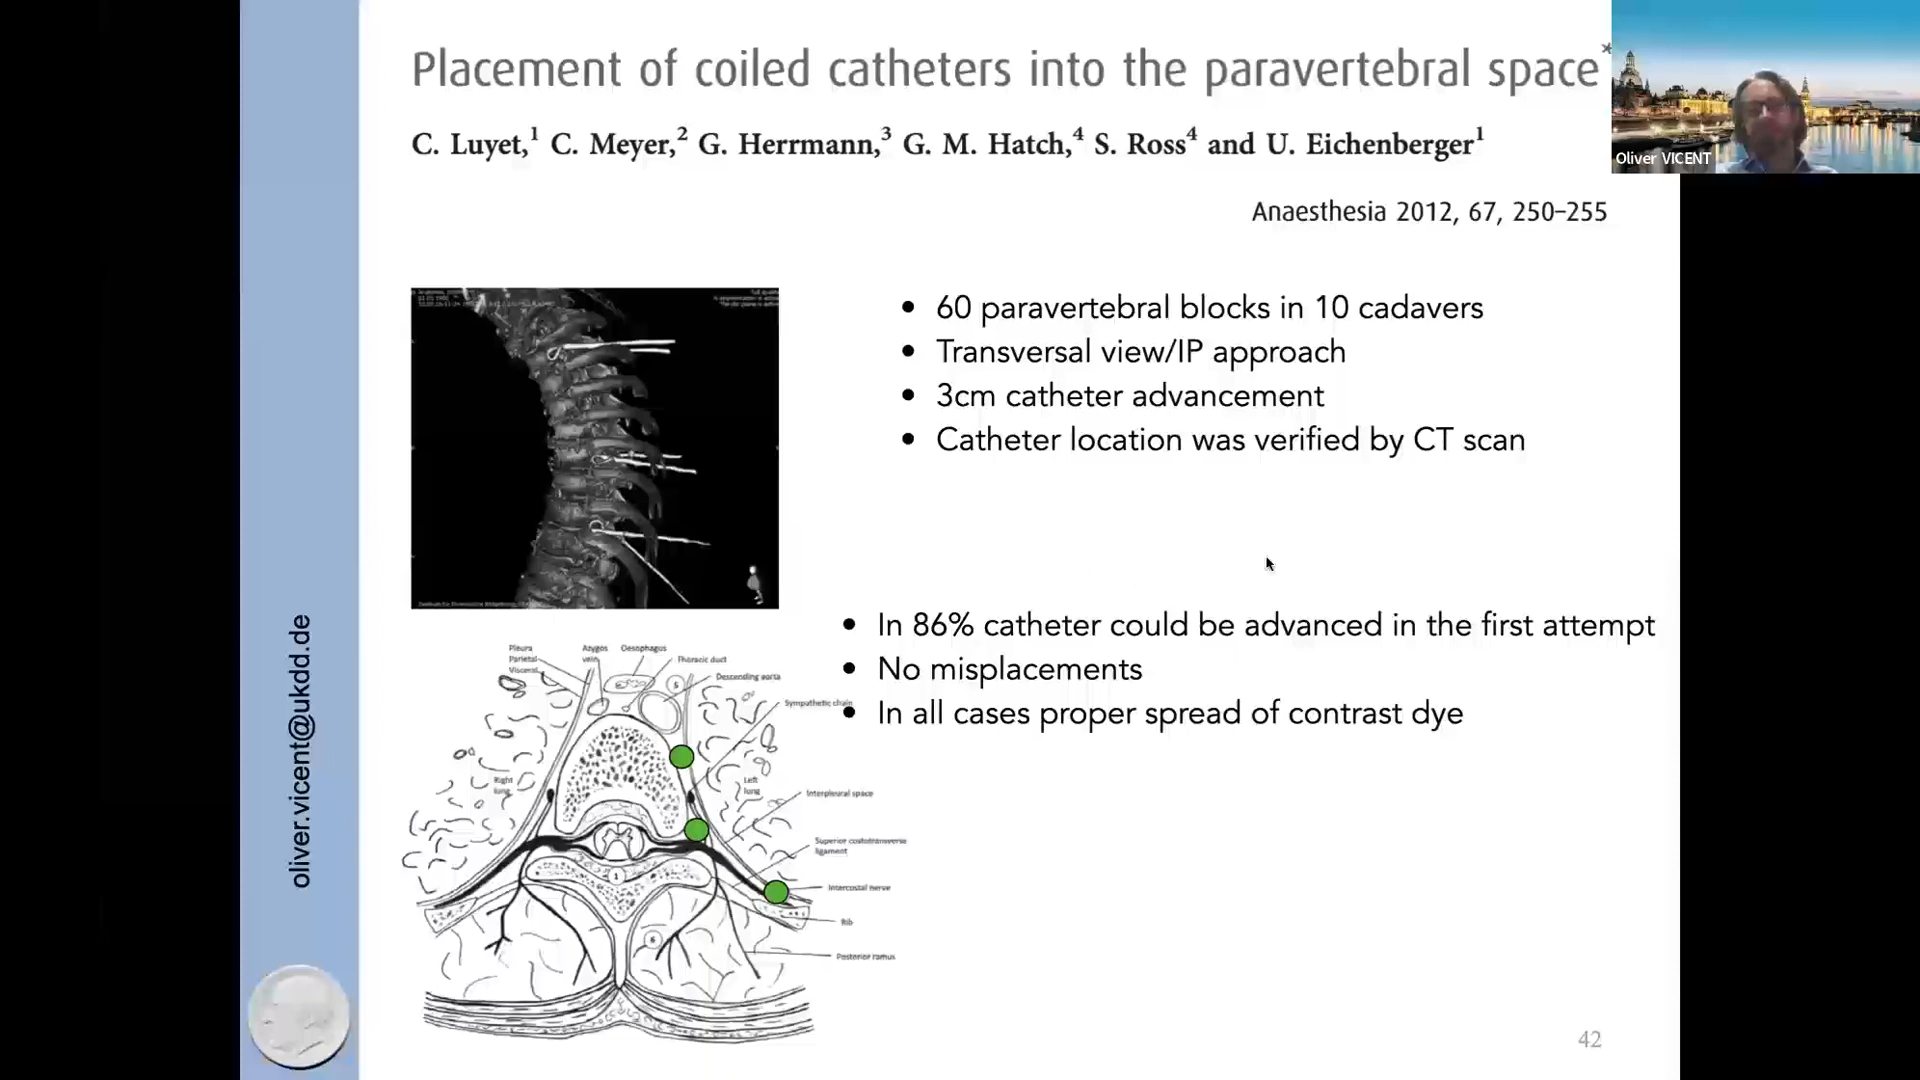 Placement of coiled catheters into the paravertebral space*
C. Luyet,¹ C. Meyer,² G. Herrmann,³ G. M. Hatch,⁴ S. Ross⁴ and U. Eichenberger¹
Anaesthesia 2012, 67, 250–255
Oliver VICENT
• 60 paravertebral blocks in 10 cadavers
• Transversal view/IP approach
• 3cm catheter advancement
• Catheter location was verified by CT scan
• In 86% catheter could be advanced in the first attempt
• No misplacements
• In all cases proper spread of contrast dye
Pleura
Parietal
Visceral
Azygos
vein
Oesophagus
Thoracic duct
Descending aorta
Sympathetic chain
Right
lung
Left
lung
Interpleural space
Superior costotransverse
ligament
Intercostal nerve
Rib
Posterior ramus
5
1
6
oliver.vicent@ukdd.de
42